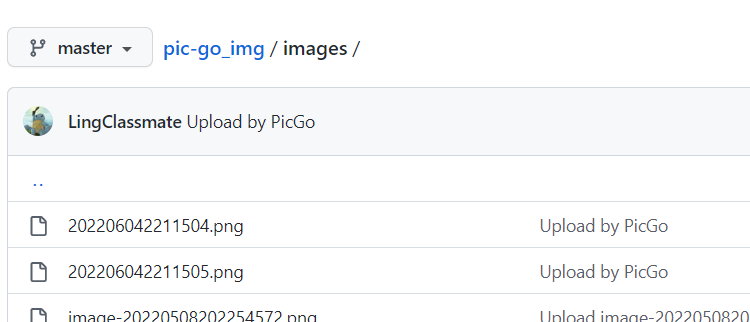 master pic-go_img / images /
LingClassmate Upload by PicGo
..
202206042211504.png Upload by PicGo
202206042211505.png Upload by PicGo
image-20220508202254572.png Upload image-2022050820